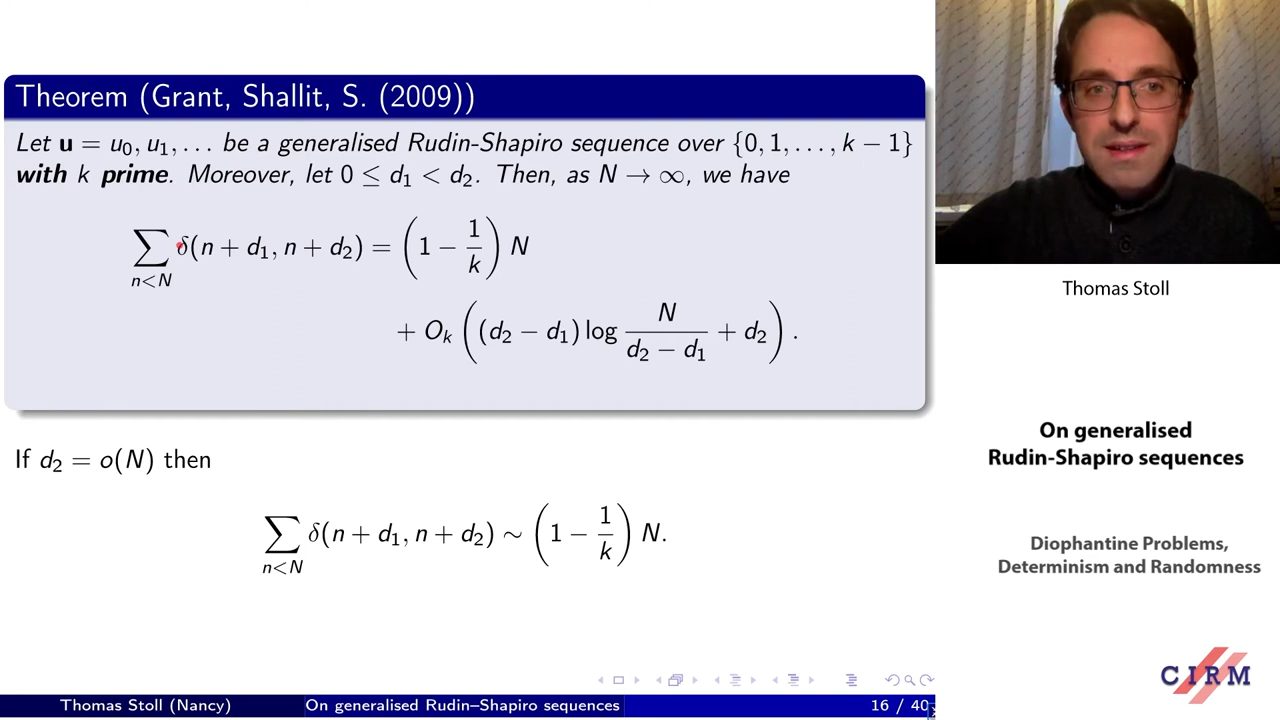 Theorem (Grant, Shallit, S. (2009))
Let u = u₀, u₁, . . . be a generalised Rudin-Shapiro sequence over {0, 1, . . . , k − 1}
with k prime. Moreover, let 0 ≤ d₁ < d₂. Then, as N → ∞, we have
∑_{n<N} δ(n + d₁, n + d₂) = (1 − 1/k) N
+ O_k ((d₂ − d₁) log N/(d₂ − d₁) + d₂) .
If d₂ = o(N) then
∑_{n<N} δ(n + d₁, n + d₂) ∼ (1 − 1/k) N.
Thomas Stoll (Nancy) On generalised Rudin–Shapiro sequences 16 / 40
Thomas Stoll
On generalised
Rudin-Shapiro sequences
Diophantine Problems,
Determinism and Randomness
CIRM